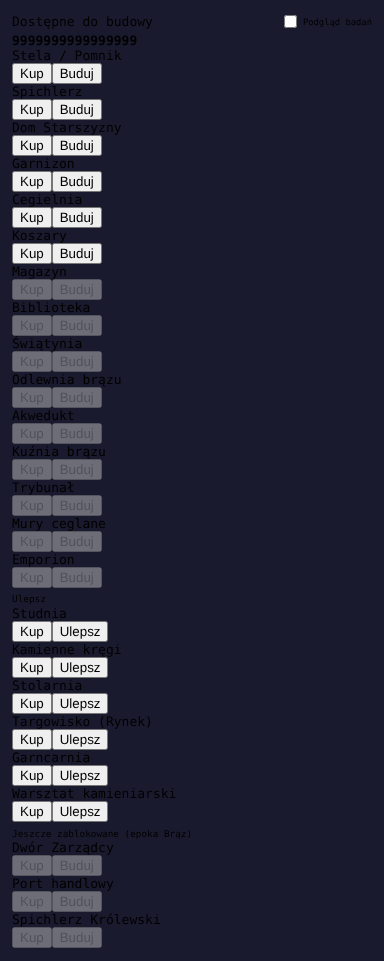 Dostępne do budowy
Podgląd badań
9999999999999999
Stela / Pomnik
Kup Buduj
Spichlerz
Kup Buduj
Dom Starszyzny
Kup Buduj
Garnizon
Kup Buduj
Cegielnia
Kup Buduj
Koszary
Kup Buduj
Magazyn
Kup Buduj
Biblioteka
Kup Buduj
Świątynia
Kup Buduj
Odlewnia brązu
Kup Buduj
Akwedukt
Kup Buduj
Kuźnia brązu
Kup Buduj
Trybunał
Kup Buduj
Mury ceglane
Kup Buduj
Emporion
Kup Buduj
Ulepsz
Studnia
Kup Ulepsz
Kamienne kręgi
Kup Ulepsz
Stolarnia
Kup Ulepsz
Targowisko (Rynek)
Kup Ulepsz
Garncarnia
Kup Ulepsz
Warsztat kamieniarski
Kup Ulepsz
Jeszcze zablokowane (epoka Brąz)
Dwór Zarządcy
Kup Buduj
Port handlowy
Kup Buduj
Spichlerz Królewski
Kup Buduj